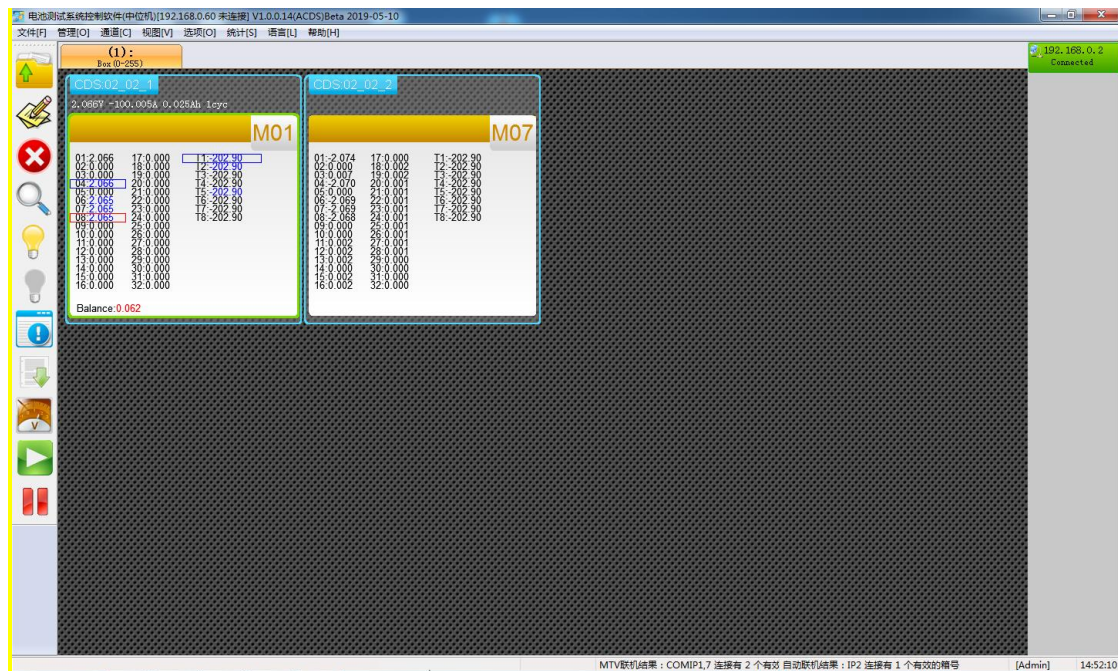 电池测试系统控制软件(中位机)[192.168.0.60 未连接] V1.0.0.14(ACDS)Beta 2019-05-10
文件[F] 管理[O] 通道[C] 视图[V] 选项[O] 统计[S] 语言[L] 帮助[H]
(1):
Box (0-255)
192.168.0.2
Connected
CDS:02_02_1
2.066V -100.005A 0.025Ah 1cyc
M01
01:2.066 17:0.000 T1:-202.90
02:0.000 18:0.000 T2:-202.90
03:0.000 19:0.000 T3:-202.90
04:2.066 20:0.000 T4:-202.90
05:0.000 21:0.000 T5:-202.90
06:2.065 22:0.000 T6:-202.90
07:2.065 23:0.000 T7:-202.90
08:2.065 24:0.000 T8:-202.90
09:0.000 25:0.000
10:0.000 26:0.000
11:0.000 27:0.000
12:0.000 28:0.000
13:0.000 29:0.000
14:0.000 30:0.000
15:0.000 31:0.000
16:0.000 32:0.000
Balance:0.062
CDS:02_02_2
M07
01:-2.074 17:0.000 T1:-202.90
02:0.000 18:0.002 T2:-202.90
03:0.007 19:0.002 T3:-202.90
04:-2.070 20:0.001 T4:-202.90
05:0.000 21:0.001 T5:-202.90
06:-2.069 22:0.001 T6:-202.90
07:-2.069 23:0.001 T7:-202.90
08:-2.068 24:0.001 T8:-202.90
09:0.000 25:0.001
10:0.000 26:0.001
11:0.002 27:0.001
12:0.002 28:0.001
13:0.002 29:0.000
14:0.000 30:0.000
15:0.002 31:0.000
16:0.002 32:0.000
V
MTV联机结果：COMIP1,7 连接有 2 个有效 自动联机结果：IP2 连接有 1 个有效的箱号 [Admin] 14:52:10